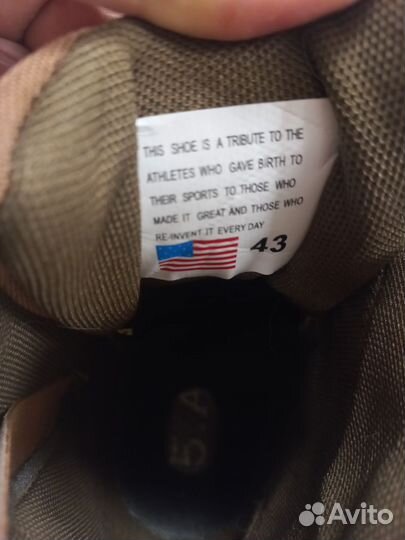 THIS SHOE IS A TRIBUTE TO THE
ATHLETES WHO GAVE BIRTH TO
THEIR SPORTS TO THOSE WHO
MADE IT GREAT AND THOSE WHO
RE-INVENT IT EVERY DAY
43
Avito